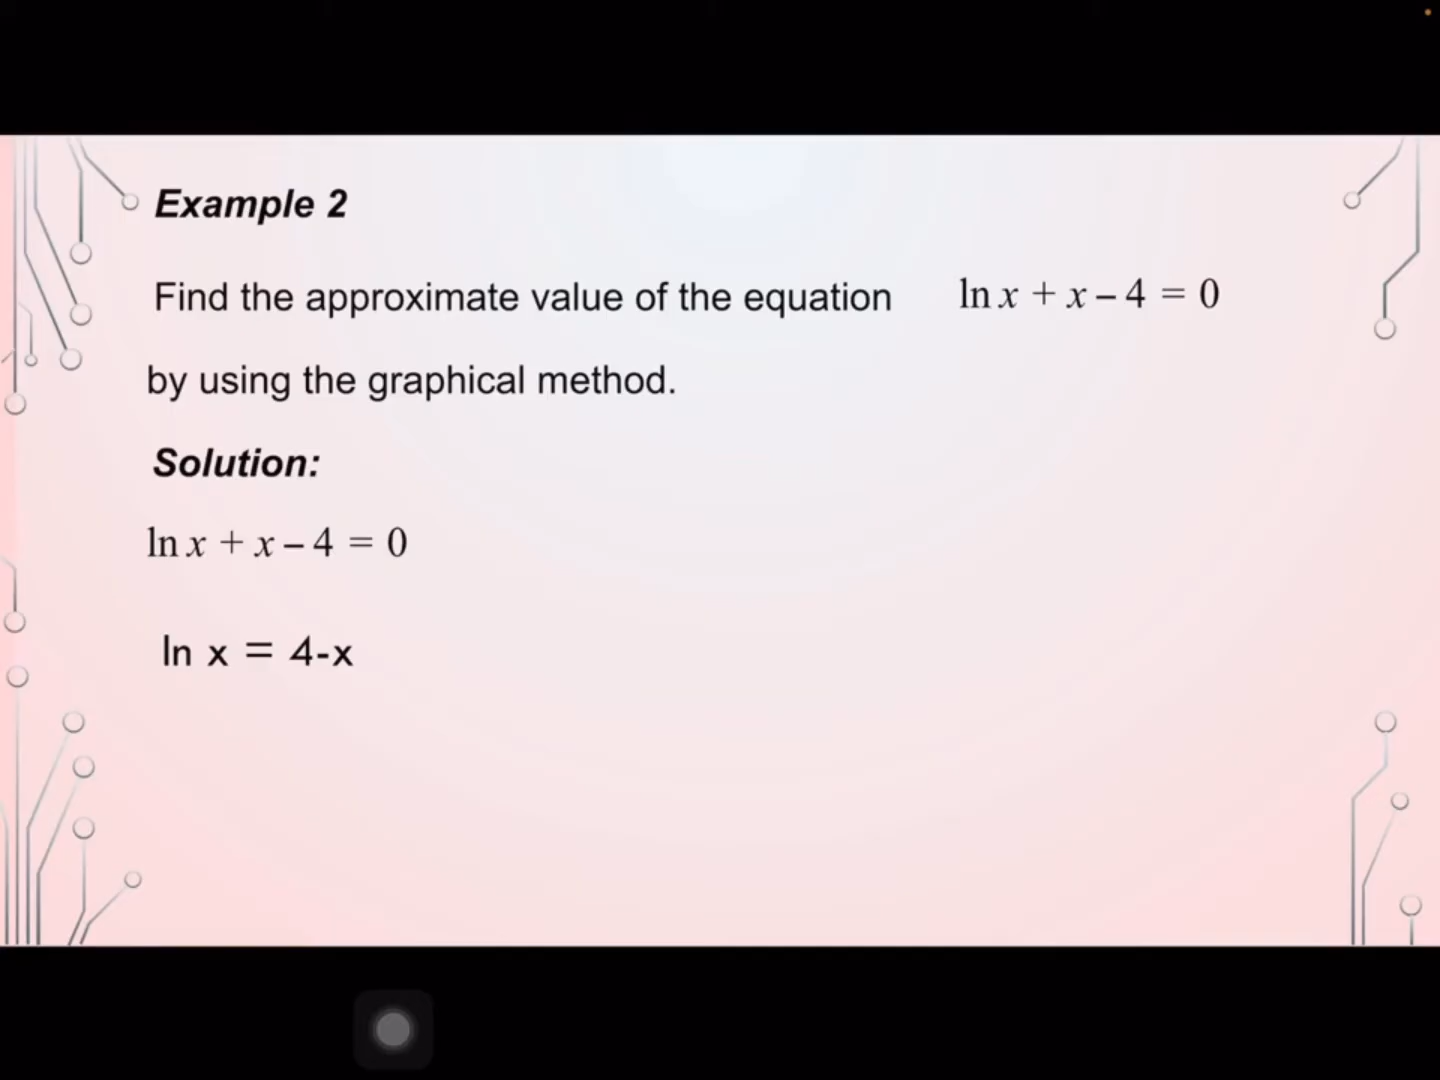 Example 2
Find the approximate value of the equation ln x + x – 4 = 0
by using the graphical method.
Solution:
ln x + x – 4 = 0
ln x = 4-x